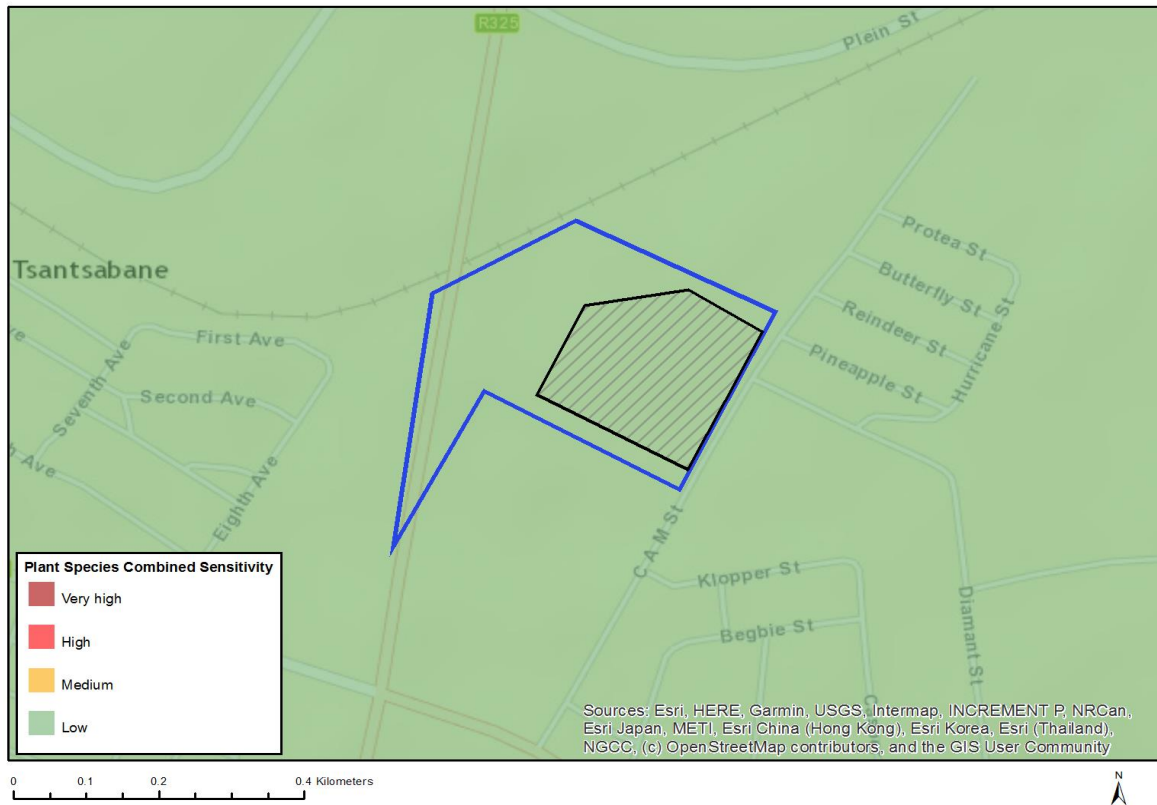 R325
Plein St
Protea St
Butterfly St
Reindeer St
Pineapple St
Hurricane St
Tsantsabane
First Ave
Second Ave
Seventh Ave
Eighth Ave
Ave
C A M St
Klopper St
Begbie St
Diamant St
Plant Species Combined Sensitivity
Very high
High
Medium
Low
Sources: Esri, HERE, Garmin, USGS, Intermap, INCREMENT P, NRCan,
Esri Japan, METI, Esri China (Hong Kong), Esri Korea, Esri (Thailand),
NGCC, (c) OpenStreetMap contributors, and the GIS User Community
0 0.1 0.2 0.4 Kilometers
N